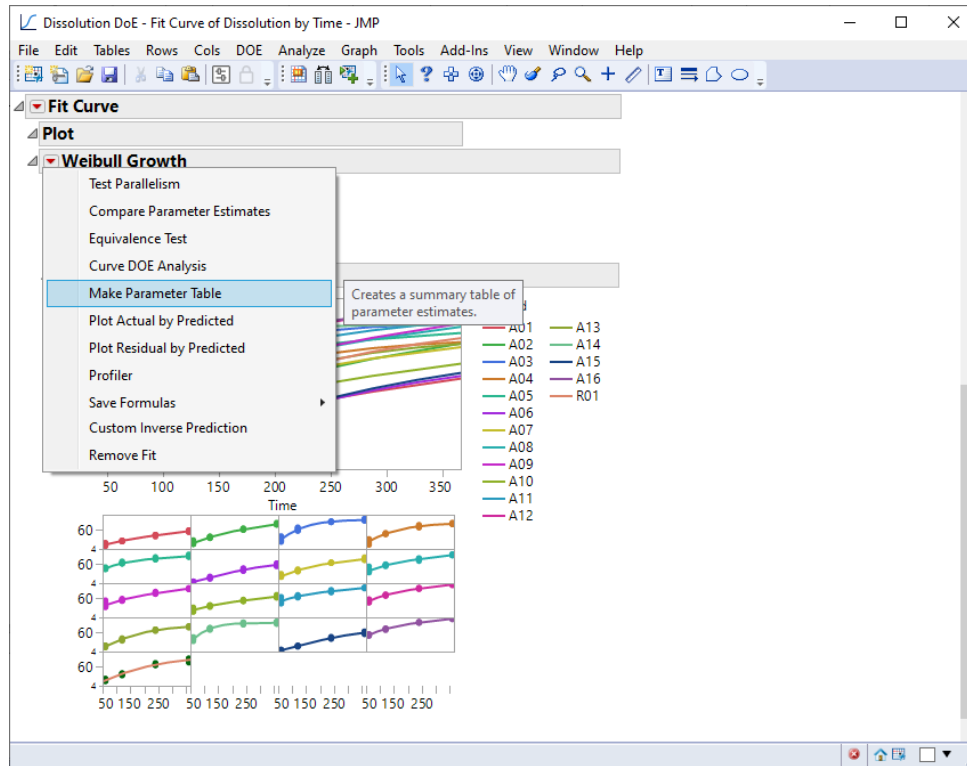 Dissolution DoE - Fit Curve of Dissolution by Time - JMP
File Edit Tables Rows Cols DOE Analyze Graph Tools Add-Ins View Window Help
Fit Curve
Plot
Weibull Growth
Test Parallelism
Compare Parameter Estimates
Equivalence Test
Curve DOE Analysis
Make Parameter Table
Plot Actual by Predicted
Plot Residual by Predicted
Profiler
Save Formulas
Custom Inverse Prediction
Remove Fit
Creates a summary table of
parameter estimates.
A01 A13
A02 A14
A03 A15
A04 A16
A05 R01
A06
A07
A08
A09
A10
A11
A12
50 100 150 200 250 300 350
Time
60
4
60
4
60
4
60
4
60
4
50 150 250 50 150 250 50 150 250 50 150 250